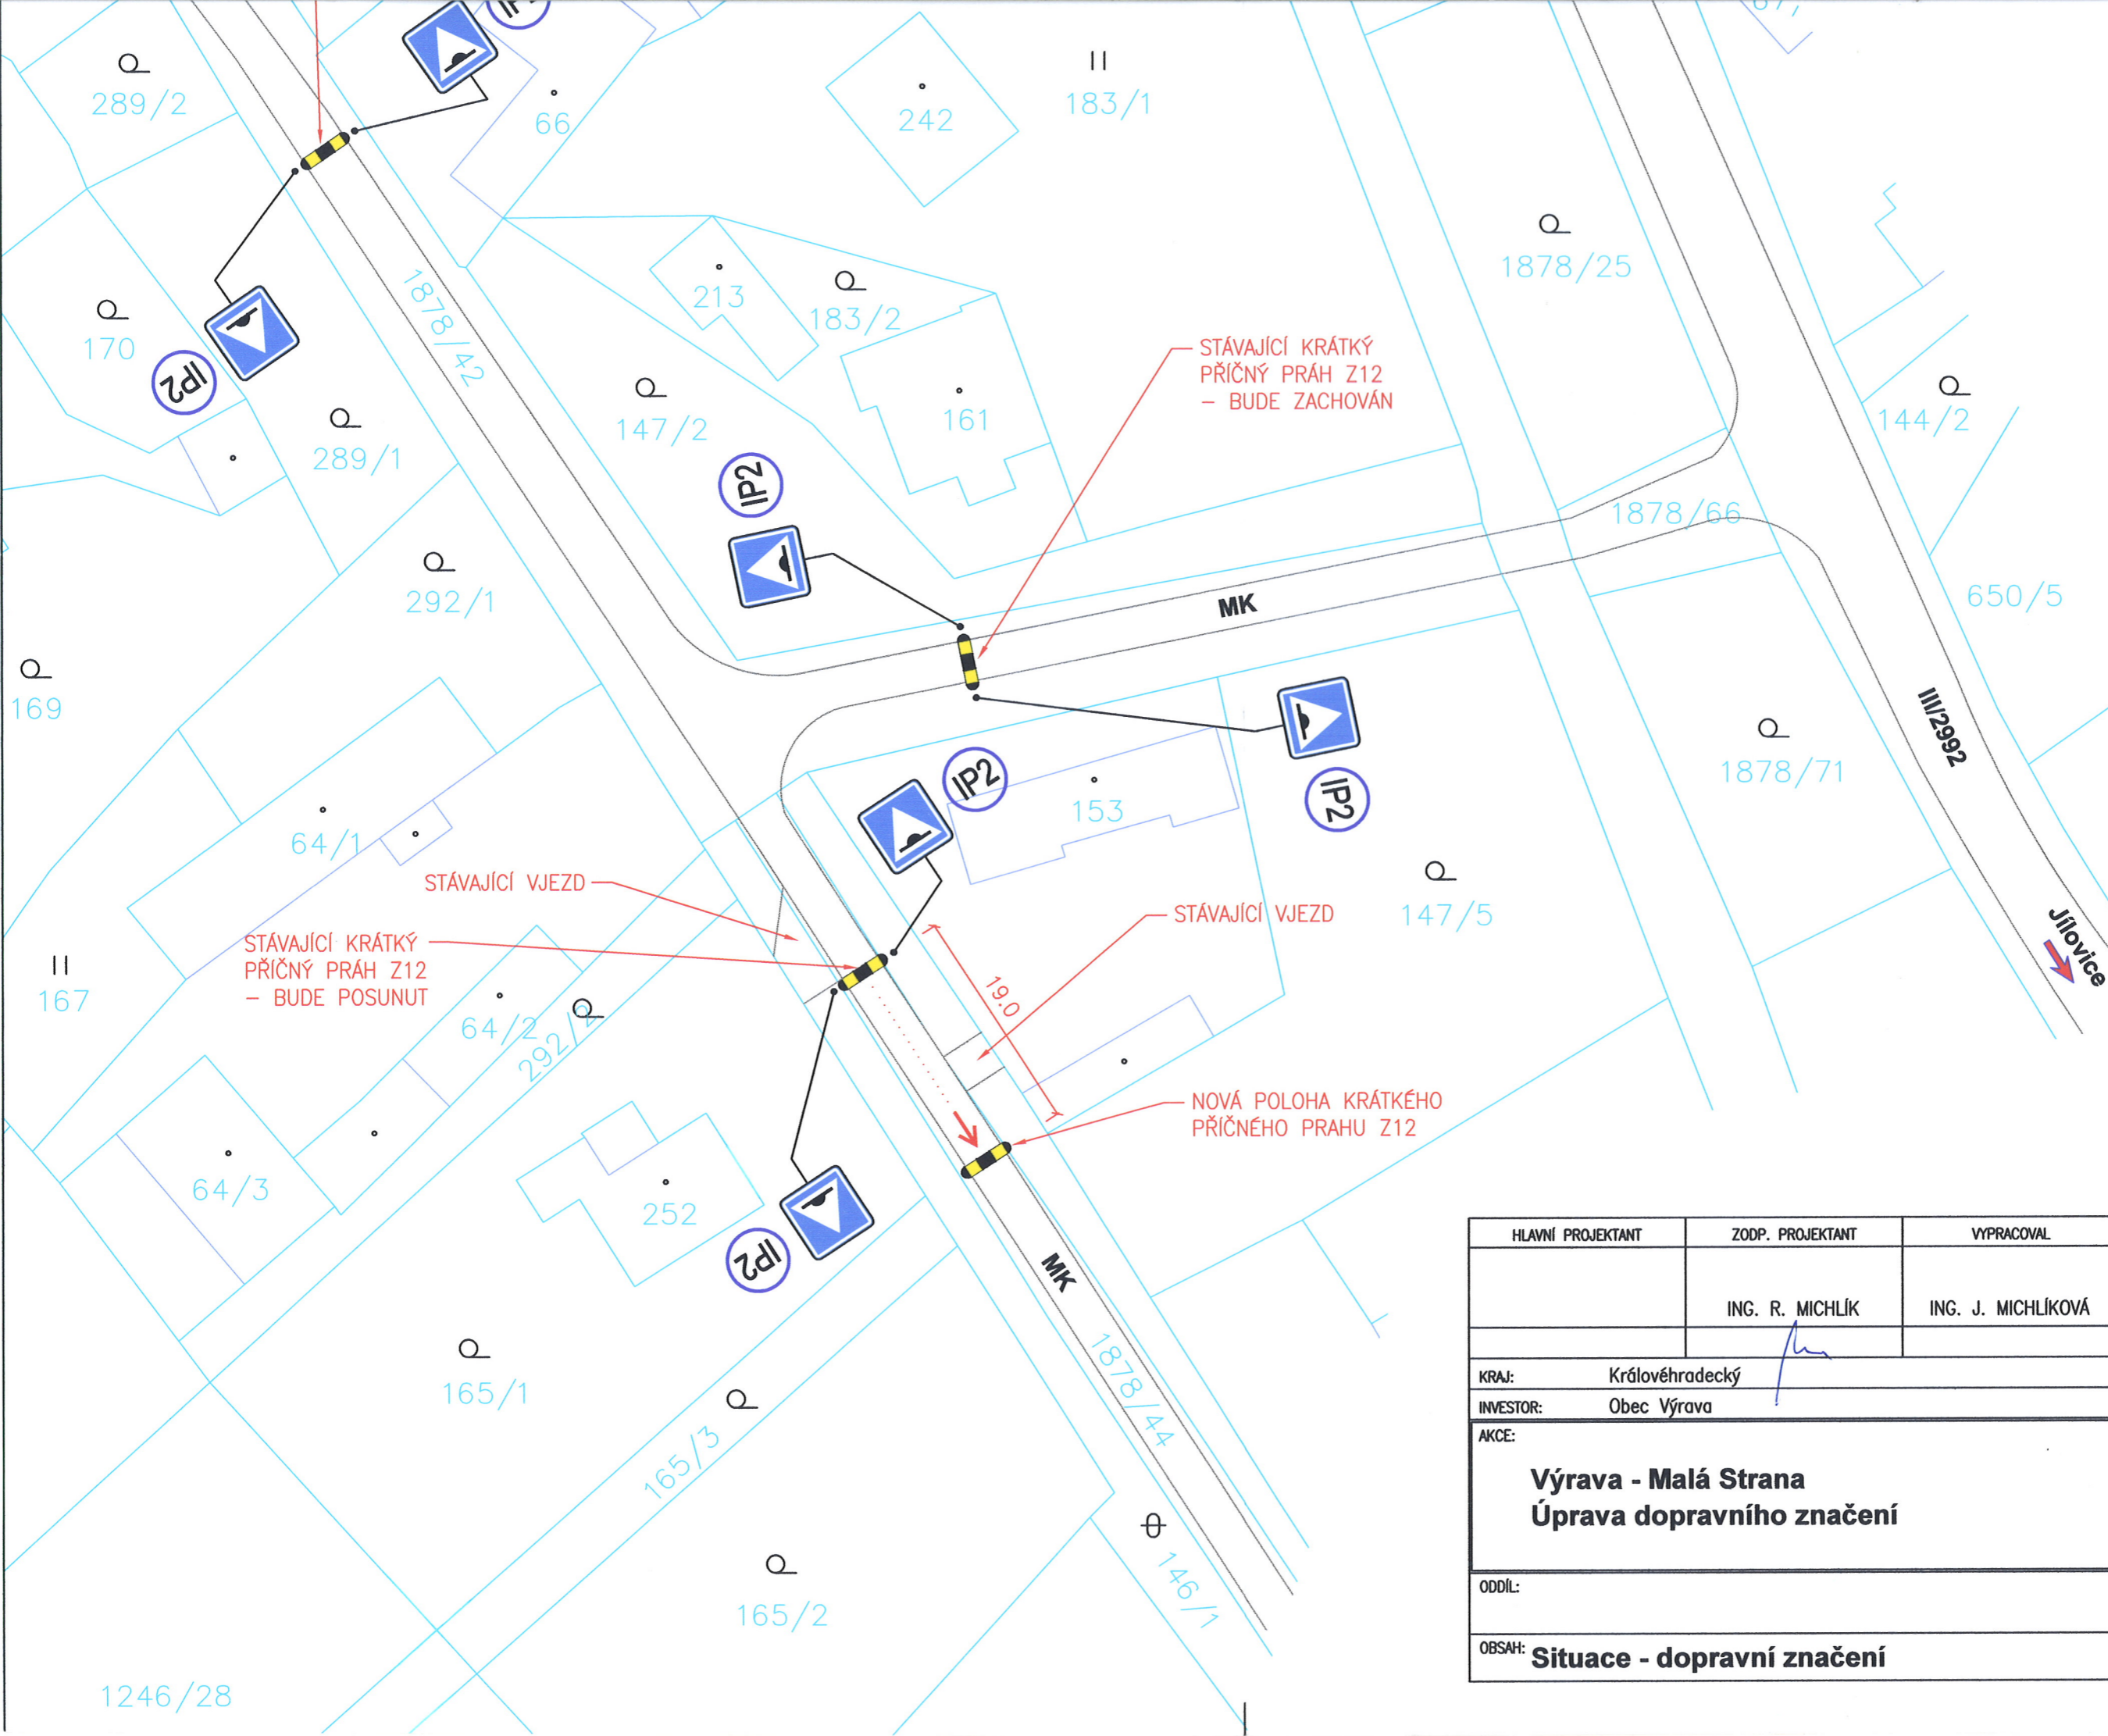 289/2
66
242
183/1
1878/25
170
IP2
289/1
1878/42
213
183/2
147/2
161
STÁVAJÍCÍ KRÁTKÝ
PŘÍČNÝ PRÁH Z12
– BUDE ZACHOVÁN
144/2
IP2
1878/66
292/1
MK
650/5
169
III/2992
1878/71
IP2
IP2
153
64/1
STÁVAJÍCÍ VJEZD
STÁVAJÍCÍ VJEZD
147/5
Jílovice
STÁVAJÍCÍ KRÁTKÝ
PŘÍČNÝ PRÁH Z12
– BUDE POSUNUT
167
64/2
292/2
19.0
NOVÁ POLOHA KRÁTKÉHO
PŘÍČNÉHO PRAHU Z12
64/3
252
IP2
MK
165/1
1878/44
165/3
146/1
165/2
1246/28
HLAVNÍ PROJEKTANT
ZODP. PROJEKTANT
VYPRACOVAL
ING. R. MICHLÍK
ING. J. MICHLÍKOVÁ
KRAJ: Královéhradecký
INVESTOR: Obec Výrava
AKCE:
Výrava - Malá Strana
Úprava dopravního značení
ODDÍL:
OBSAH: Situace - dopravní značení